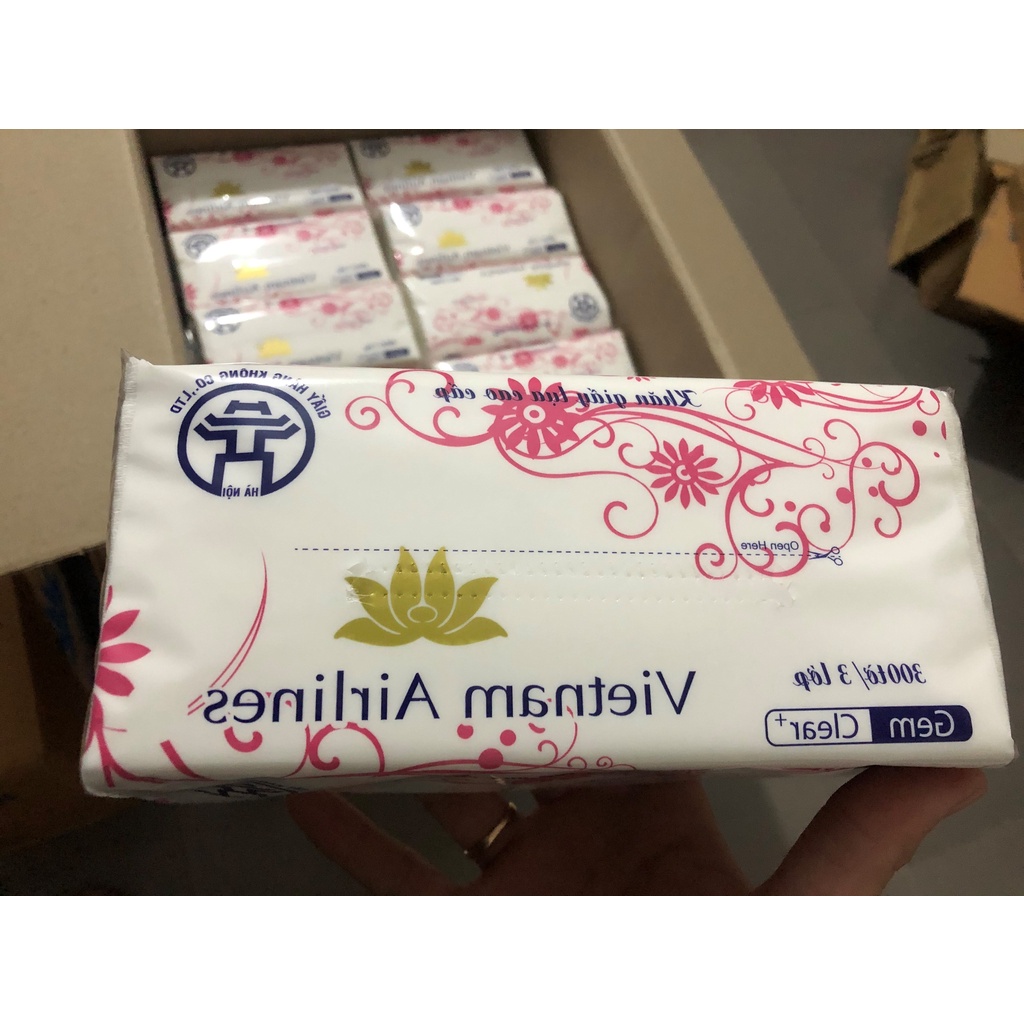 GIẤY HÀNG KHÔNG CO.,LTD
HÀ NỘI
Khăn giấy lụa cao cấp
Open Here
Vietnam Airlines
300tờ/3 lớp
Gem Clear+